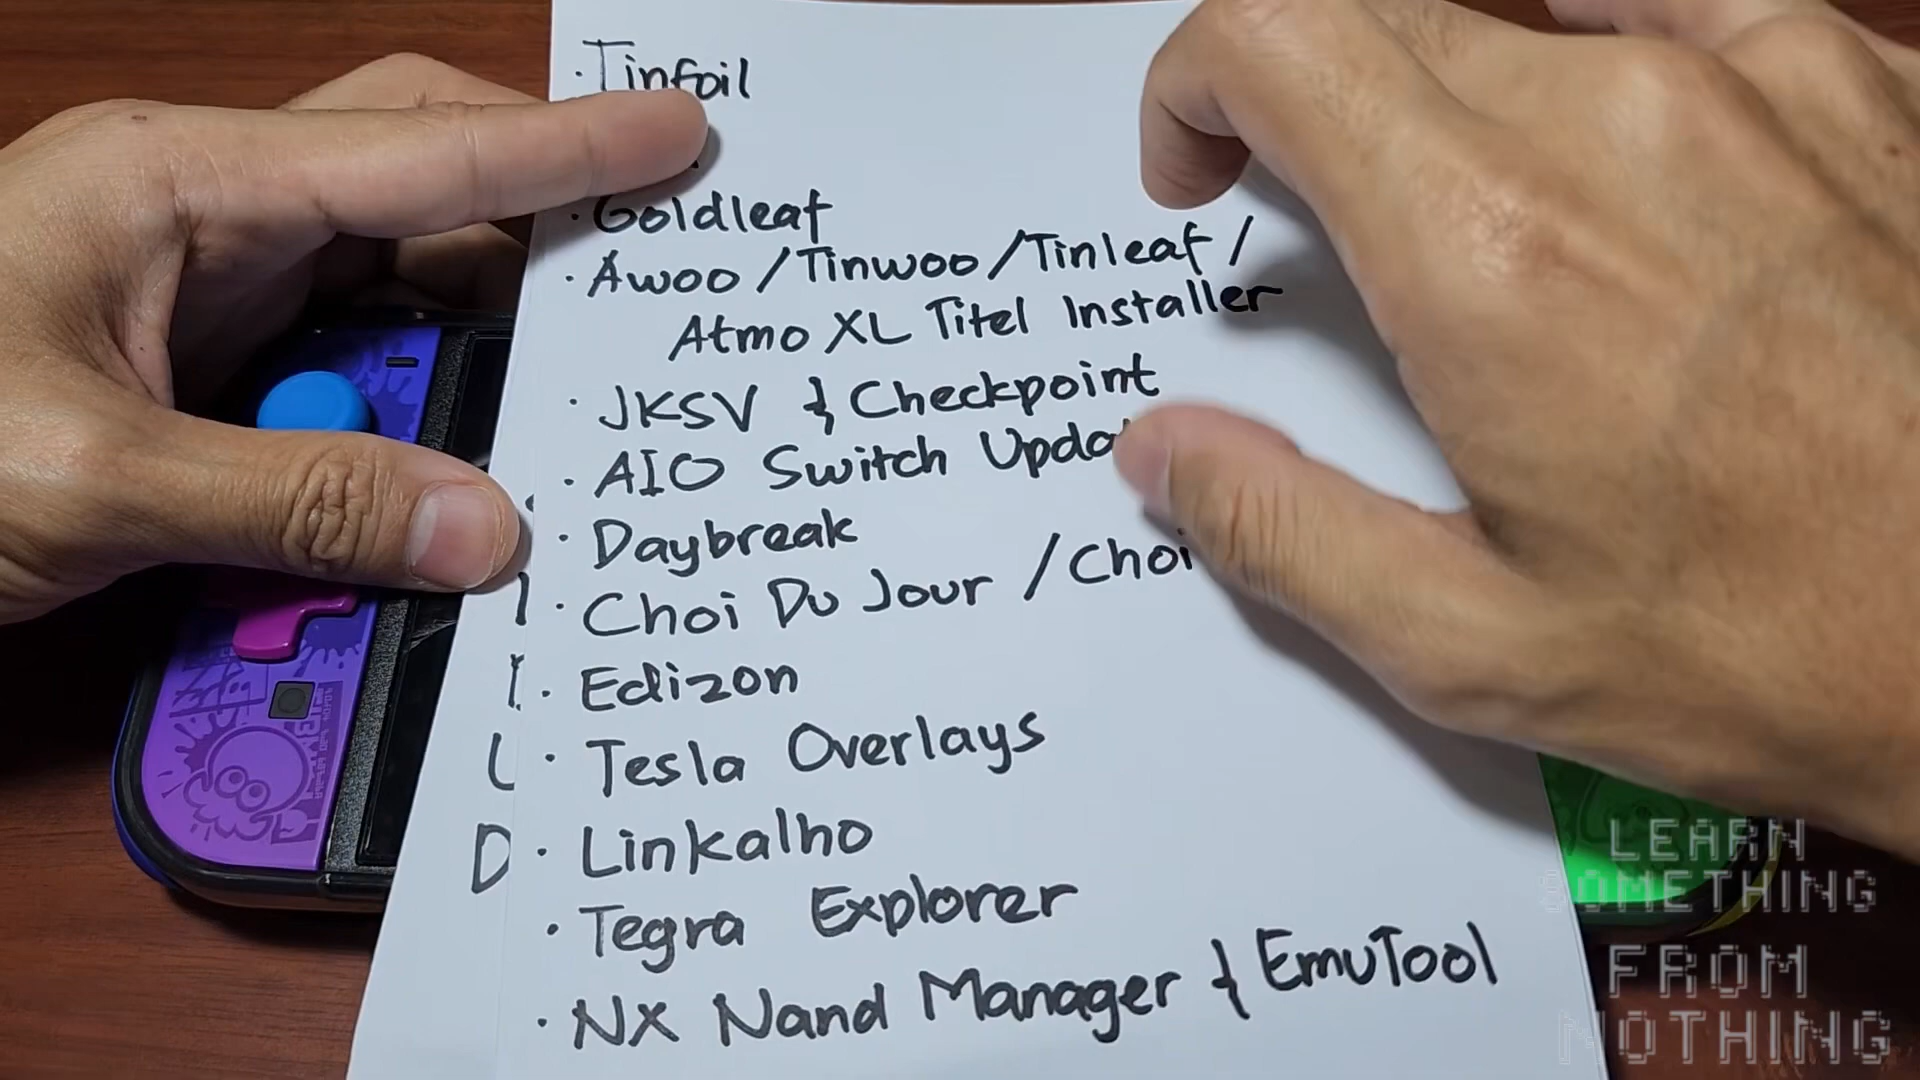 · Tinfoil
· Goldleaf
· Awoo / Tinwoo / Tinleaf /
Atmo XL Titel Installer
· JKSV & Checkpoint
· AIO Switch
· Daybreak
· Choi Du Jour / Choi
· Edizon
· Tesla Overlays
· Linkalho
· Tegra Explorer
· NX Nand Manager & EmuTool
LEARN
SOMETHING
FROM
NOTHING